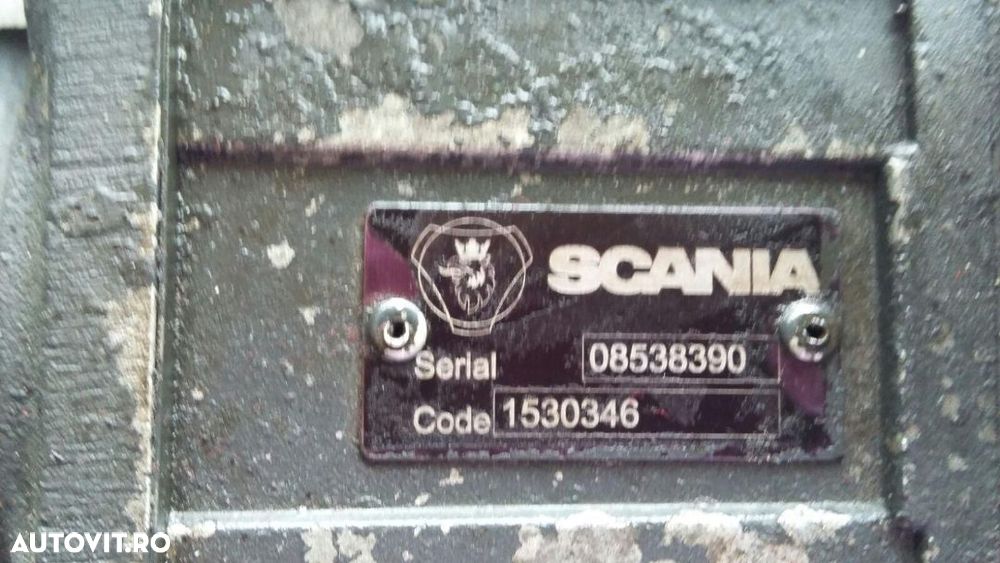 SCANIA
Serial 08538390
Code 1530346
AUTOVIT.RO